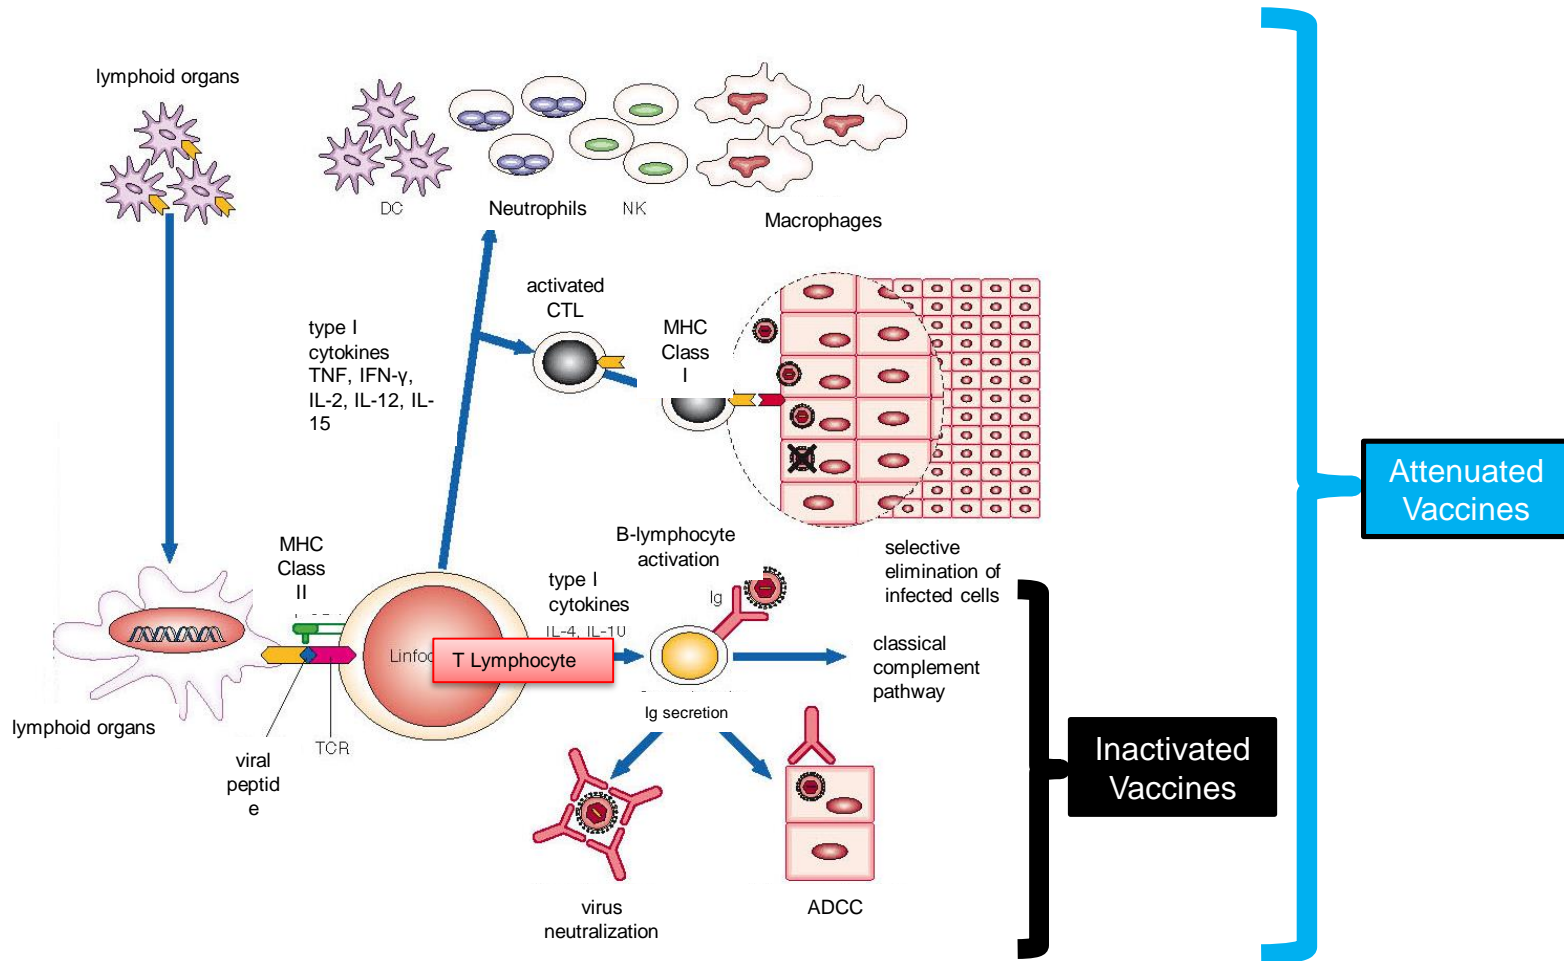 lymphoid organs
DC
Neutrophils
NK
Macrophages
activated
CTL
type I
cytokines
TNF, IFN-γ,
IL-2, IL-12, IL-
15
MHC
Class
I
MHC
Class
II
B-lymphocyte
activation
type I
cytokines
IL-4, IL-10
Ig
selective
elimination of
infected cells
T Lymphocyte
classical
complement
pathway
lymphoid organs
TCR
viral
peptid
e
Ig secretion
virus
neutralization
ADCC
Attenuated
Vaccines
Inactivated
Vaccines